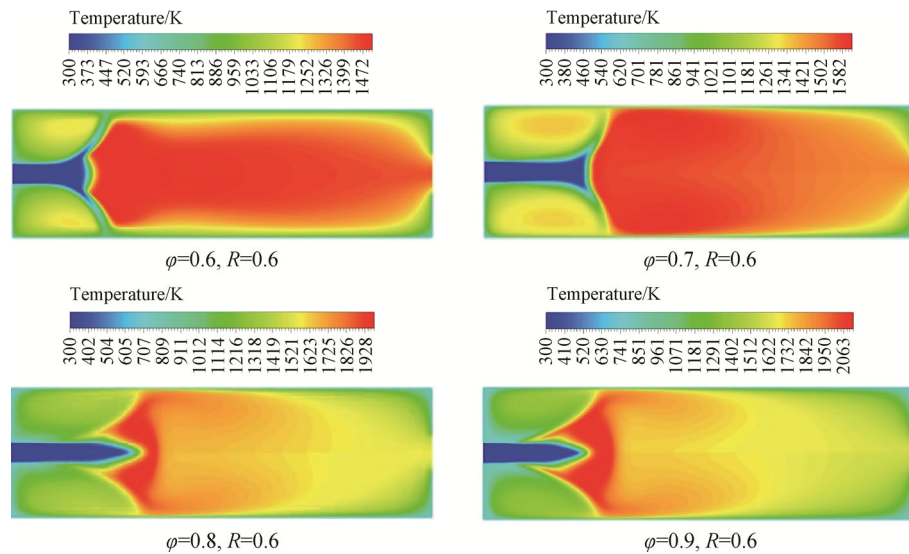 Temperature/K
300 373 447 520 593 666 740 813 886 959 1033 1106 1179 1252 1326 1399 1472
φ=0.6, R=0.6
Temperature/K
300 380 460 540 620 701 781 861 941 1021 1101 1181 1261 1341 1421 1502 1582
φ=0.7, R=0.6
Temperature/K
300 402 504 605 707 809 911 1012 1114 1216 1318 1419 1521 1623 1725 1826 1928
φ=0.8, R=0.6
Temperature/K
300 410 520 630 741 851 961 1071 1181 1291 1402 1512 1622 1732 1842 1950 2063
φ=0.9, R=0.6